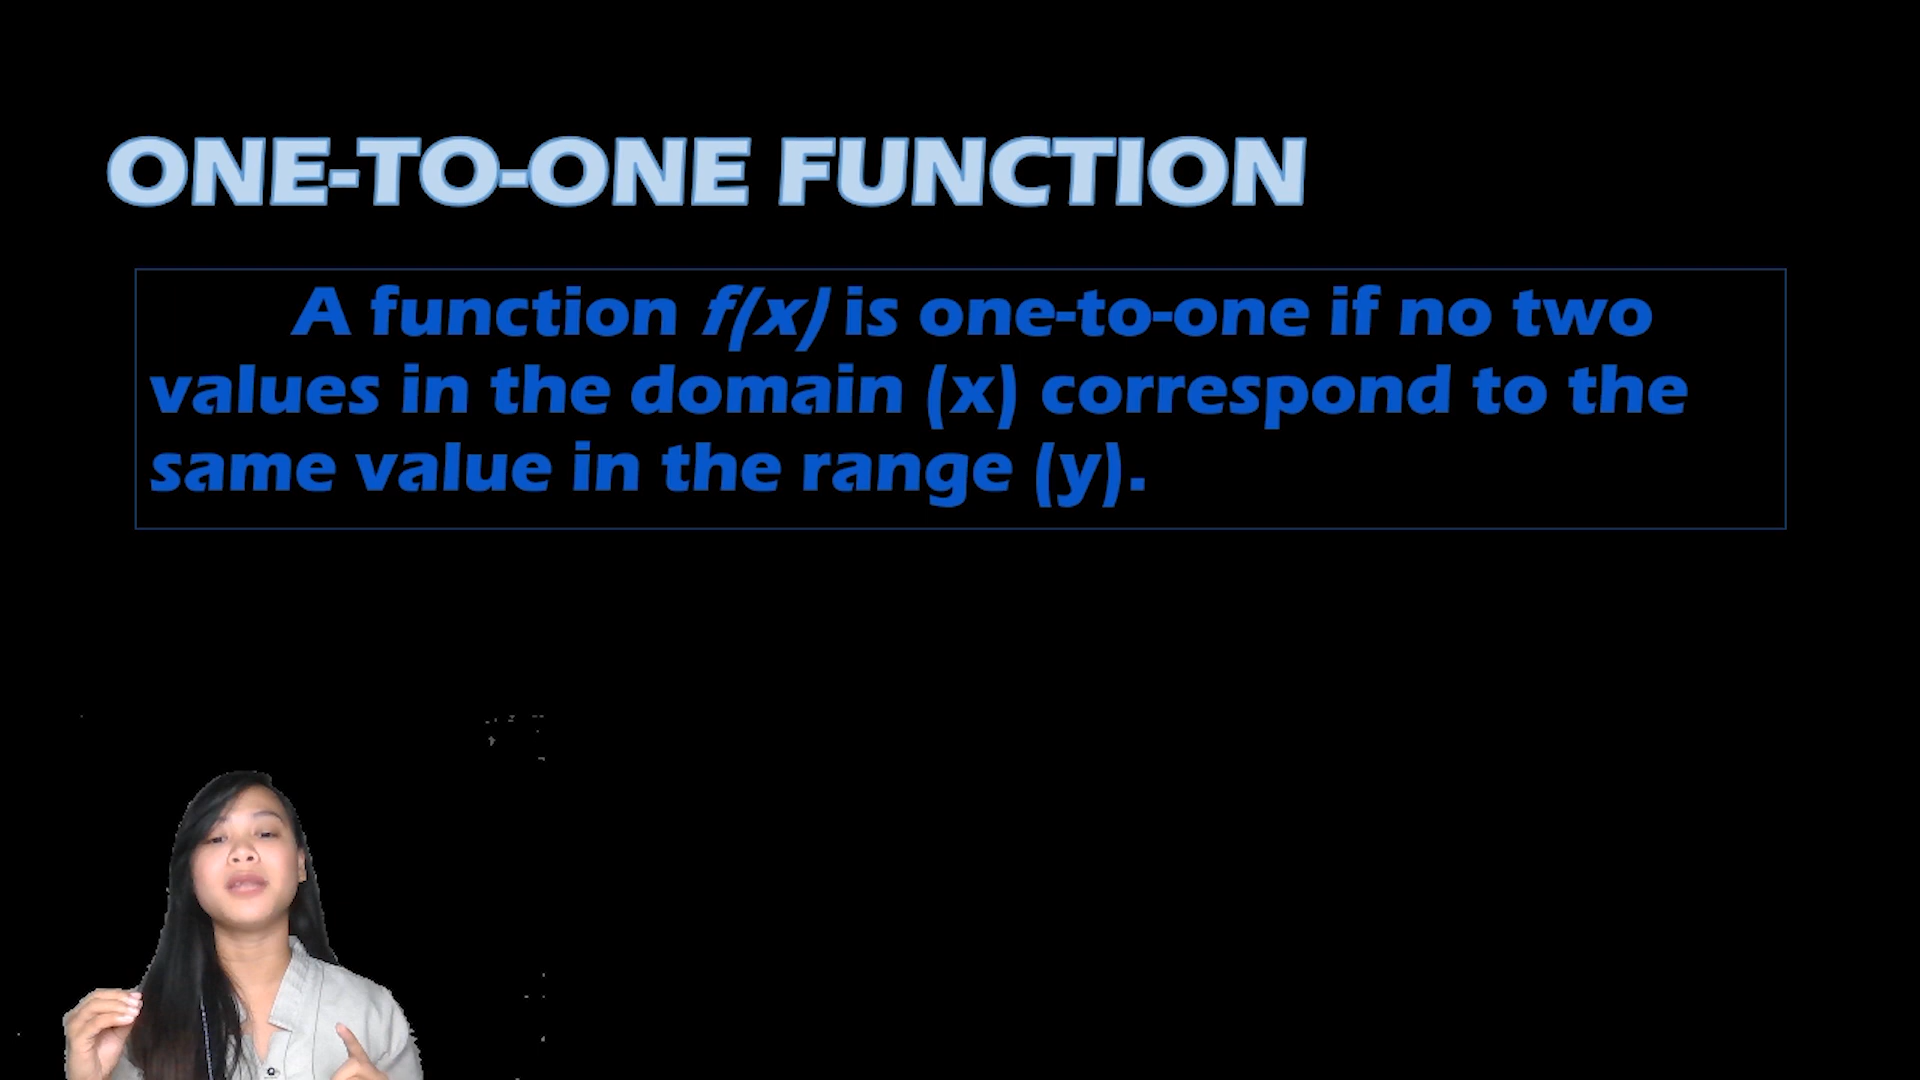 ONE-TO-ONE FUNCTION
A function f(x) is one-to-one if no two
values in the domain (x) correspond to the
same value in the range (y).